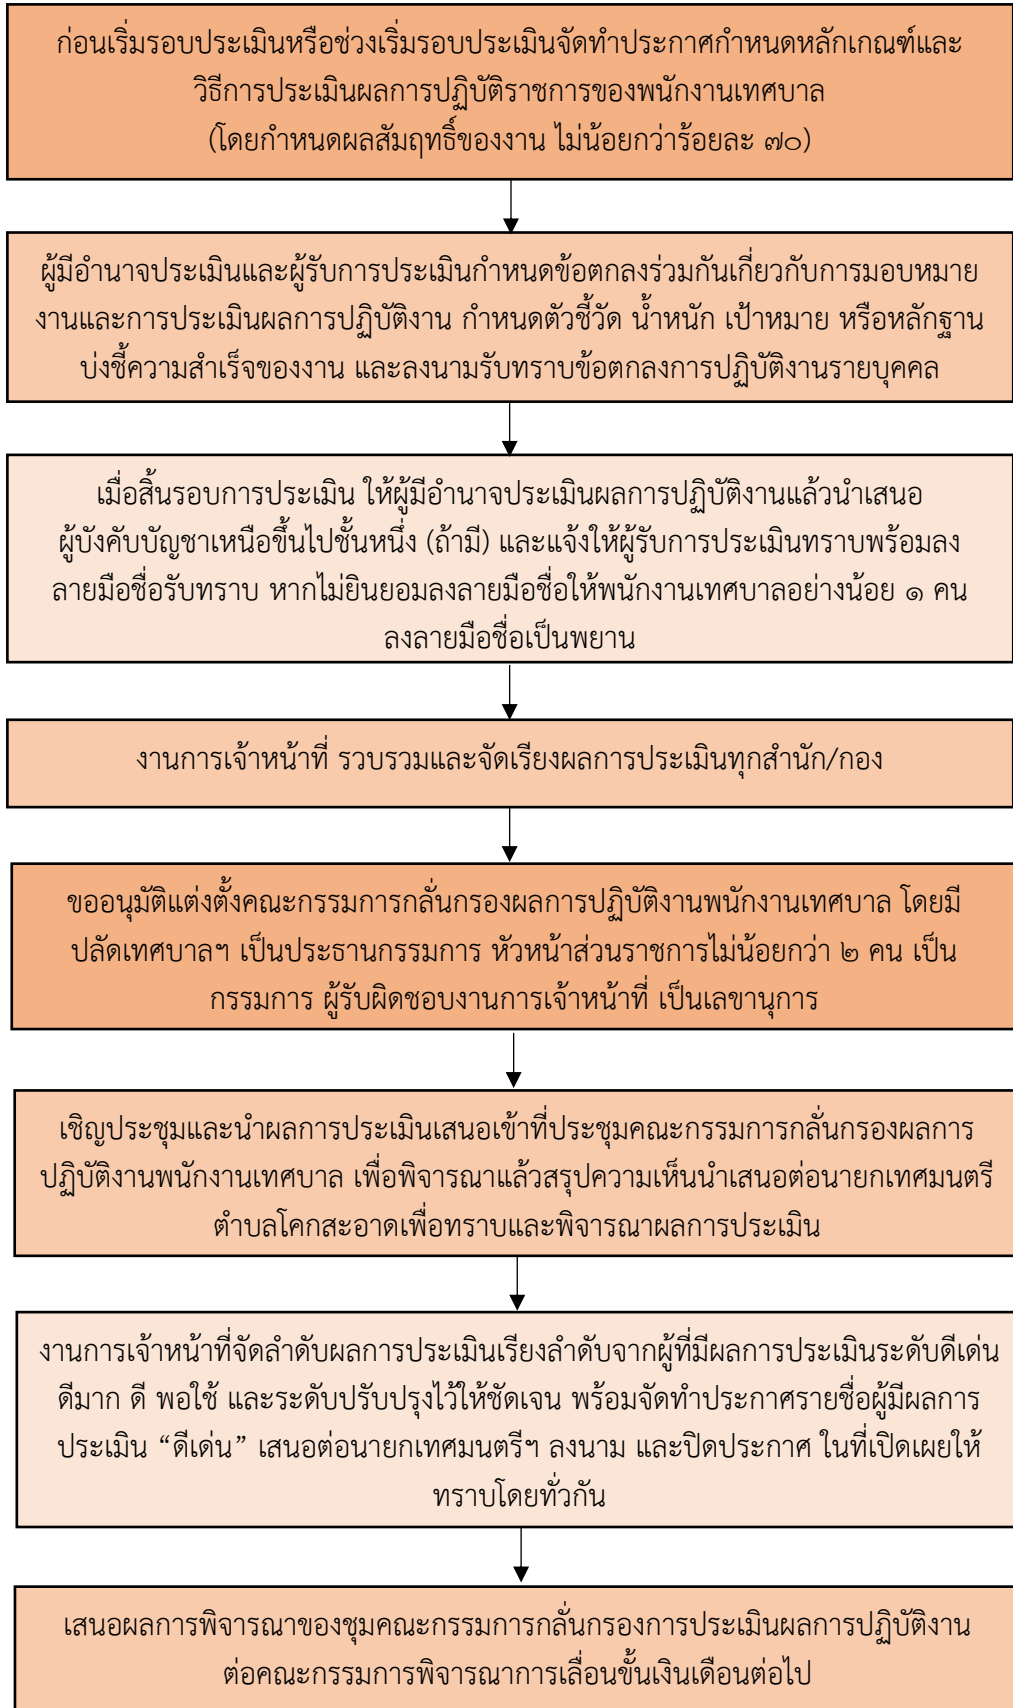 ก่อนเริ่มรอบประเมินหรือช่วงเริ่มรอบประเมินจัดทำประกาศกำหนดหลักเกณฑ์และ
วิธีการประเมินผลการปฏิบัติราชการของพนักงานเทศบาล
(โดยกำหนดผลสัมฤทธิ์ของงาน ไม่น้อยกว่าร้อยละ ๗๐)
ผู้มีอำนาจประเมินและผู้รับการประเมินกำหนดข้อตกลงร่วมกันเกี่ยวกับการมอบหมาย
งานและการประเมินผลการปฏิบัติงาน กำหนดตัวชี้วัด น้ำหนัก เป้าหมาย หรือหลักฐาน
บ่งชี้ความสำเร็จของงาน และลงนามรับทราบข้อตกลงการปฏิบัติงานรายบุคคล
เมื่อสิ้นรอบการประเมิน ให้ผู้มีอำนาจประเมินผลการปฏิบัติงานแล้วนำเสนอ
ผู้บังคับบัญชาเหนือขึ้นไปชั้นหนึ่ง (ถ้ามี) และแจ้งให้ผู้รับการประเมินทราบพร้อมลง
ลายมือชื่อรับทราบ หากไม่ยินยอมลงลายมือชื่อให้พนักงานเทศบาลอย่างน้อย ๑ คน
ลงลายมือชื่อเป็นพยาน
งานการเจ้าหน้าที่ รวบรวมและจัดเรียงผลการประเมินทุกสำนัก/กอง
ขออนุมัติแต่งตั้งคณะกรรมการกลั่นกรองผลการปฏิบัติงานพนักงานเทศบาล โดยมี
ปลัดเทศบาลฯ เป็นประธานกรรมการ หัวหน้าส่วนราชการไม่น้อยกว่า ๒ คน เป็น
กรรมการ ผู้รับผิดชอบงานการเจ้าหน้าที่ เป็นเลขานุการ
เชิญประชุมและนำผลการประเมินเสนอเข้าที่ประชุมคณะกรรมการกลั่นกรองผลการ
ปฏิบัติงานพนักงานเทศบาล เพื่อพิจารณาแล้วสรุปความเห็นนำเสนอต่อนายกเทศมนตรี
ตำบลโคกสะอาดเพื่อทราบและพิจารณาผลการประเมิน
งานการเจ้าหน้าที่จัดลำดับผลการประเมินเรียงลำดับจากผู้ที่มีผลการประเมินระดับดีเด่น
ดีมาก ดี พอใช้ และระดับปรับปรุงไว้ให้ชัดเจน พร้อมจัดทำประกาศรายชื่อผู้มีผลการ
ประเมิน “ดีเด่น” เสนอต่อนายกเทศมนตรีฯ ลงนาม และปิดประกาศ ในที่เปิดเผยให้
ทราบโดยทั่วกัน
เสนอผลการพิจารณาของชุมคณะกรรมการกลั่นกรองการประเมินผลการปฏิบัติงาน
ต่อคณะกรรมการพิจารณาการเลื่อนขั้นเงินเดือนต่อไป